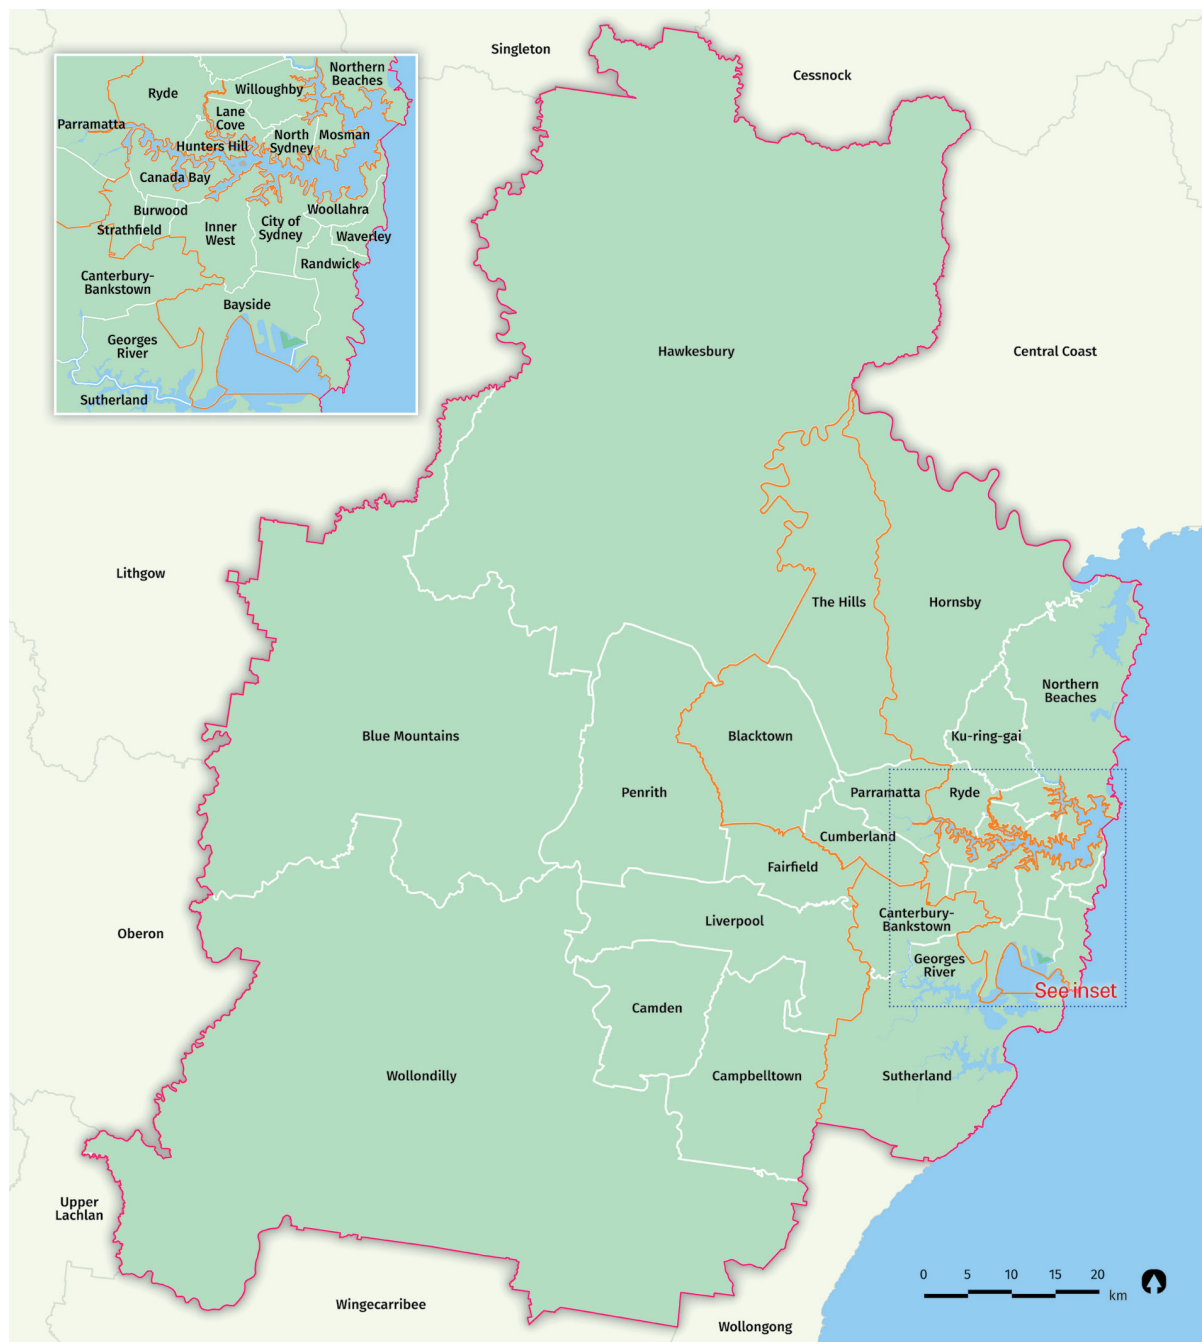 Singleton
Cessnock
Northern
Beaches
Ryde
Willoughby
Lane
Cove
Parramatta
North
Sydney
Mosman
Hunters Hill
Canada Bay
Burwood
Woollahra
Strathfield
Inner
West
City of
Sydney
Waverley
Randwick
Canterbury-
Bankstown
Bayside
Georges
River
Sutherland
Hawkesbury
Central Coast
Lithgow
The Hills
Hornsby
Northern
Beaches
Blue Mountains
Blacktown
Ku-ring-gai
Penrith
Parramatta
Ryde
Cumberland
Fairfield
Oberon
Liverpool
Canterbury-
Bankstown
Georges
River
See inset
Camden
Wollondilly
Campbelltown
Sutherland
Upper
Lachlan
Wingecarribee
Wollongong
0 5 10 15 20
km